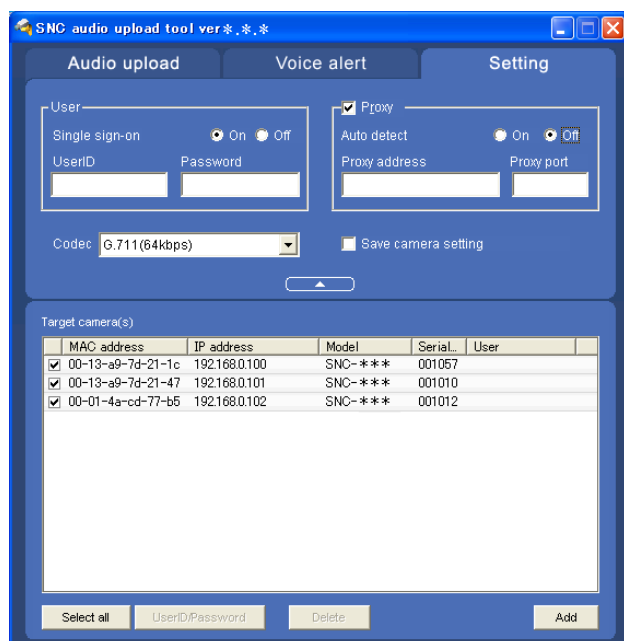 SNC audio upload tool ver*.*.*
Audio upload Voice alert Setting
User Proxy
Single sign-on On Off Auto detect On Off
UserID Password Proxy address Proxy port
Codec G.711(64kbps) Save camera setting
Target camera(s)
MAC address IP address Model Serial... User
00-13-a9-7d-21-1c 192.168.0.100 SNC-*** 001057
00-13-a9-7d-21-47 192.168.0.101 SNC-*** 001010
00-01-4a-cd-77-b5 192.168.0.102 SNC-*** 001012
Select all UserID/Password Delete Add